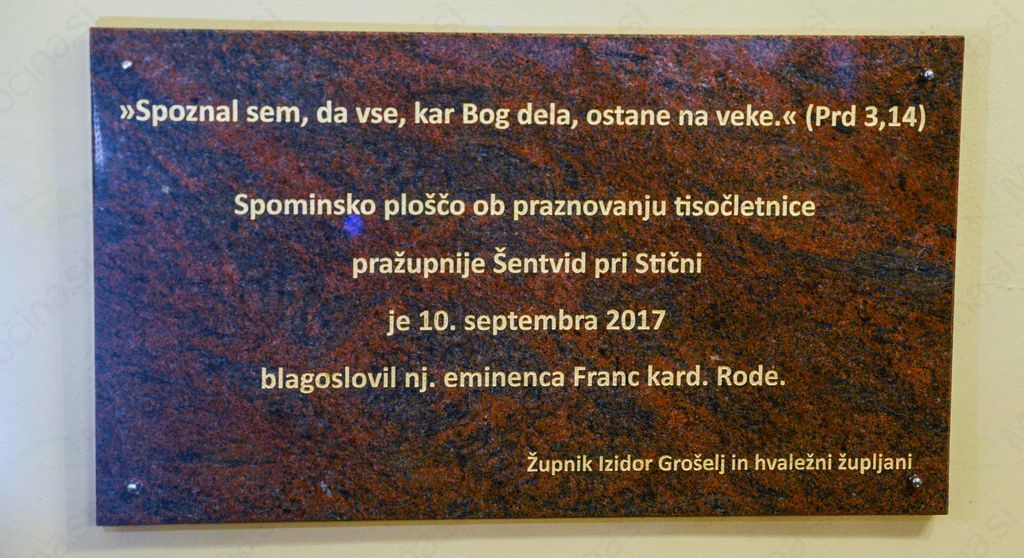 »Spoznal sem, da vse, kar Bog dela, ostane na veke.« (Prd 3,14)
Spominsko ploščo ob praznovanju tisočletnice
pražupnije Šentvid pri Stični
je 10. septembra 2017
blagoslovil nj. eminenca Franc kard. Rode.
Župnik Izidor Grošelj in hvaležni župljani